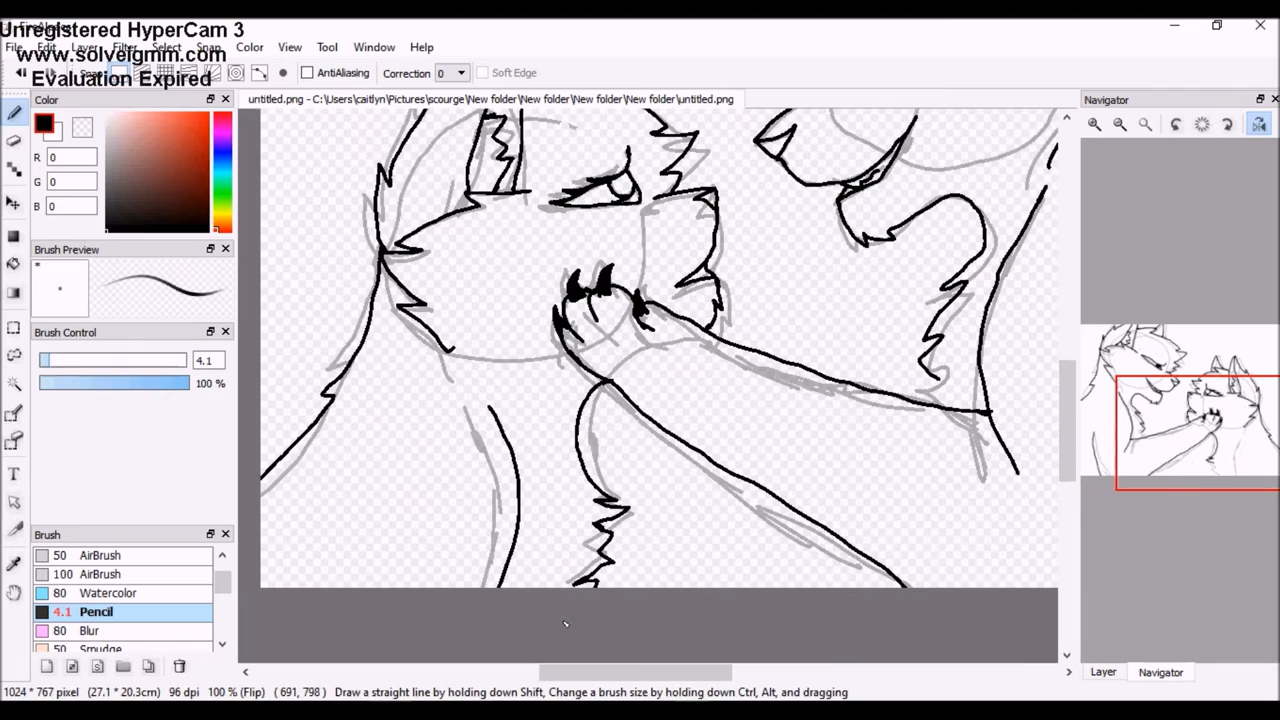 Unregistered HyperCam 3
www.solveigmm.com
Evaluation Expired
File Edit Layer Filter Select Snap Color View Tool Window Help
Snap AntiAliasing Correction 0 Soft Edge
Color
untitled.png - C:\Users\caitlyn\Pictures\scourge\New folder\New folder\New folder\New folder\untitled.png
Navigator
R 0
G 0
B 0
Brush Preview
*
Brush Control
4.1
100 %
T
Brush
50 AirBrush
100 AirBrush
80 Watercolor
4.1 Pencil
80 Blur
50 Smudge
Layer Navigator
1024 * 767 pixel (27.1 * 20.3cm) 96 dpi 100 % (Flip) ( 691, 798 ) Draw a straight line by holding down Shift, Change a brush size by holding down Ctrl, Alt, and dragging